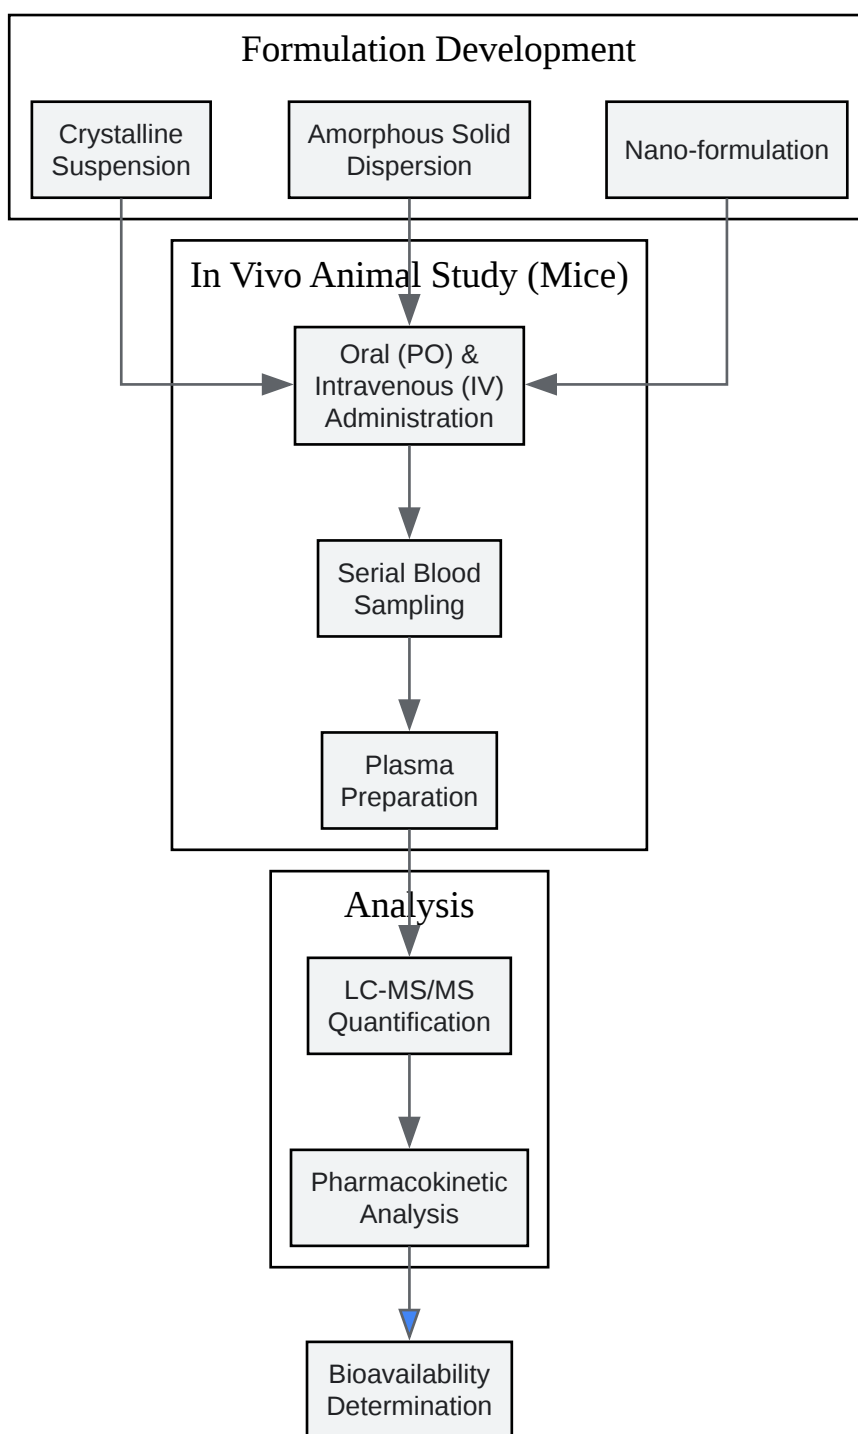 Formulation Development
Crystalline
Suspension
Amorphous Solid
Dispersion
Nano-formulation
In Vivo Animal Study (Mice)
Oral (PO) &
Intravenous (IV)
Administration
Serial Blood
Sampling
Plasma
Preparation
Analysis
LC-MS/MS
Quantification
Pharmacokinetic
Analysis
Bioavailability
Determination